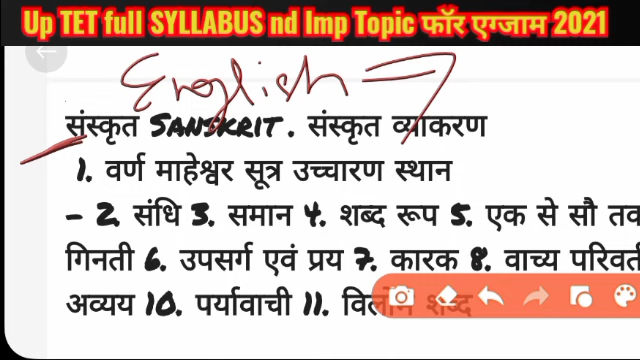 Up TET full SYLLABUS nd Imp Topic फॉर एग्जाम 2021
English
संस्कृत SANSKRIT. संस्कृत व्याकरण
1. वर्ण माहेश्वर सूत्र उच्चारण स्थान
- 2. संधि 3. समान 4. शब्द रूप 5. एक से सौ तक
गिनती 6. उपसर्ग एवं प्रय 7. कारक 8. वाच्य
अव्यय 10. पर्यावाची 11. विलोम शब्द